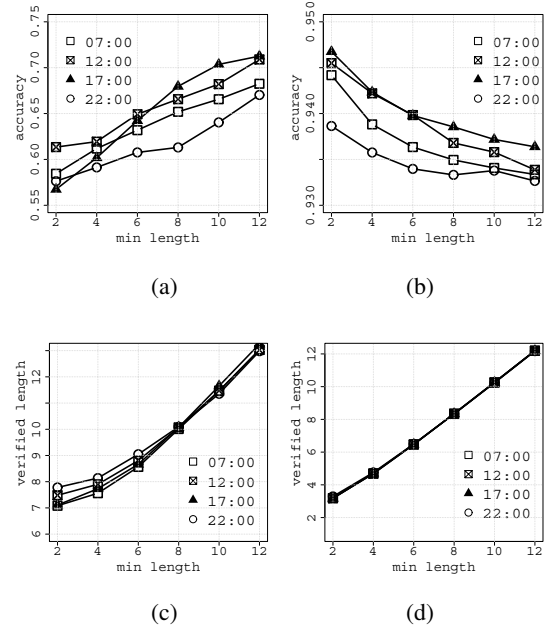 accuracy
0.75
0.70
0.65
0.60
0.55
07:00
12:00
17:00
22:00
2 4 6 8 10 12
min length
(a)
accuracy
0.950
0.940
0.930
07:00
12:00
17:00
22:00
2 4 6 8 10 12
min length
(b)
verified length
12
10
9
8
7
6
07:00
12:00
17:00
22:00
2 4 6 8 10 12
min length
(c)
verified length
12
10
8
6
4
2
07:00
12:00
17:00
22:00
2 4 6 8 10 12
min length
(d)